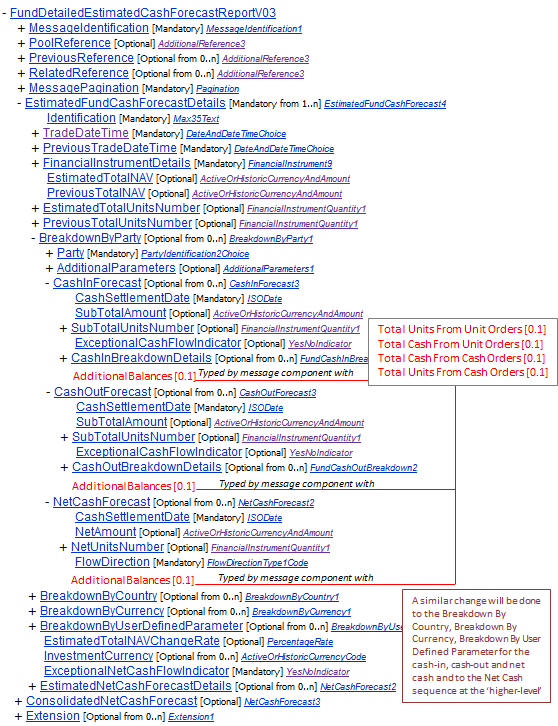 - FundDetailedEstimatedCashForecastReportV03
+ MessageIdentification [Mandatory] MessageIdentification1
+ PoolReference [Optional] AdditionalReference3
+ PreviousReference [Optional from 0..n] AdditionalReference3
+ RelatedReference [Optional from 0..n] AdditionalReference3
+ MessagePagination [Mandatory] Pagination
- EstimatedFundCashForecastDetails [Mandatory from 1..n] EstimatedFundCashForecast4
Identification [Mandatory] Max35Text
+ TradeDateTime [Mandatory] DateAndDateTimeChoice
+ PreviousTradeDateTime [Mandatory] DateAndDateTimeChoice
+ FinancialInstrumentDetails [Mandatory] FinancialInstrument9
EstimatedTotalNAV [Optional] ActiveOrHistoricCurrencyAndAmount
PreviousTotalNAV [Optional] ActiveOrHistoricCurrencyAndAmount
+ EstimatedTotalUnitsNumber [Optional] FinancialInstrumentQuantity1
+ PreviousTotalUnitsNumber [Optional] FinancialInstrumentQuantity1
- BreakdownByParty [Optional from 0..n] BreakdownByParty1
+ Party [Mandatory] PartyIdentification2Choice
+ AdditionalParameters [Optional] AdditionalParameters1
- CashInForecast [Optional from 0..n] CashInForecast3
CashSettlementDate [Mandatory] ISODate
SubTotalAmount [Optional] ActiveOrHistoricCurrencyAndAmount
+ SubTotalUnitsNumber [Optional] FinancialInstrumentQuantity1
ExceptionalCashFlowIndicator [Optional] YesNoIndicator
+ CashInBreakdownDetails [Optional from 0..n] FundCashInBrea
AdditionalBalances [0.1] Typed by message component with
Total Units From Unit Orders [0.1]
Total Cash From Unit Orders [0.1]
Total Cash From Cash Orders [0.1]
Total Units From Cash Orders [0.1]
- CashOutForecast [Optional from 0..n] CashOutForecast3
CashSettlementDate [Mandatory] ISODate
SubTotalAmount [Optional] ActiveOrHistoricCurrencyAndAmount
+ SubTotalUnitsNumber [Optional] FinancialInstrumentQuantity1
ExceptionalCashFlowIndicator [Optional] YesNoIndicator
+ CashOutBreakdownDetails [Optional from 0..n] FundCashOutBreakdown2
AdditionalBalances [0.1] Typed by message component with
- NetCashForecast [Optional from 0..n] NetCashForecast2
CashSettlementDate [Mandatory] ISODate
NetAmount [Optional] ActiveOrHistoricCurrencyAndAmount
+ NetUnitsNumber [Optional] FinancialInstrumentQuantity1
FlowDirection [Mandatory] FlowDirectionType1Code
AdditionalBalances [0.1] Typed by message component with
+ BreakdownByCountry [Optional from 0..n] BreakdownByCountry1
+ BreakdownByCurrency [Optional from 0..n] BreakdownByCurrency1
+ BreakdownByUserDefinedParameter [Optional from 0..n] BreakdownByUse
EstimatedTotalNAVChangeRate [Optional] PercentageRate
InvestmentCurrency [Optional] ActiveOrHistoricCurrencyCode
ExceptionalNetCashFlowIndicator [Mandatory] YesNoIndicator
+ EstimatedNetCashForecastDetails [Optional from 0..n] NetCashForecast2
+ ConsolidatedNetCashForecast [Optional] NetCashForecast3
+ Extension [Optional from 0..n] Extension1
A similar change will be done
to the Breakdown By
Country, Breakdown By
Currency, Breakdown By User
Defined Parameter for the
cash-in, cash-out and net
cash and to the Net Cash
sequence at the 'higher-level'